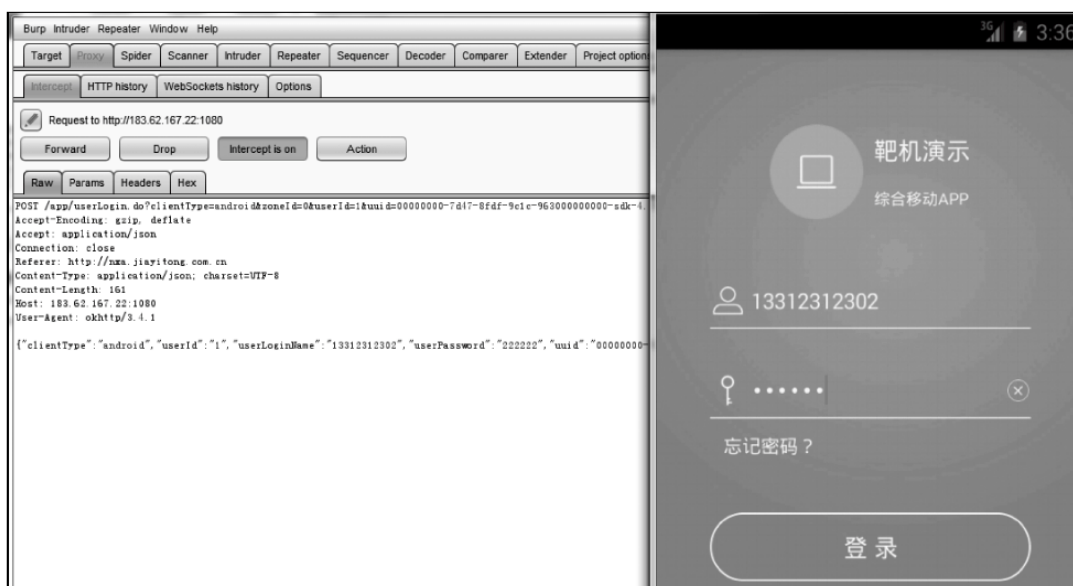 Burp Intruder Repeater Window Help
Target Proxy Spider Scanner Intruder Repeater Sequencer Decoder Comparer Extender Project option
Intercept HTTP history WebSockets history Options
Request to http://183.62.167.22:1080
Forward Drop Intercept is on Action
Raw Params Headers Hex
POST /app/userLogin.do?clientType=android&zoneId=0&userId=1&uuid=00000000-7d47-8fdf-9c1c-963000000000-sdk-4.
Accept-Encoding: gzip, deflate
Accept: application/json
Connection: close
Referer: http://nxa.jiayitong.com.cn
Content-Type: application/json; charset=UTF-8
Content-Length: 161
Host: 183.62.167.22:1080
User-Agent: okhttp/3.4.1
{"clientType":"android","userId":"1","userLoginName":"13312312302","userPassword":"222222","uuid":"00000000-
3G 3:36
靶机演示
综合移动APP
13312312302
忘记密码？
登录